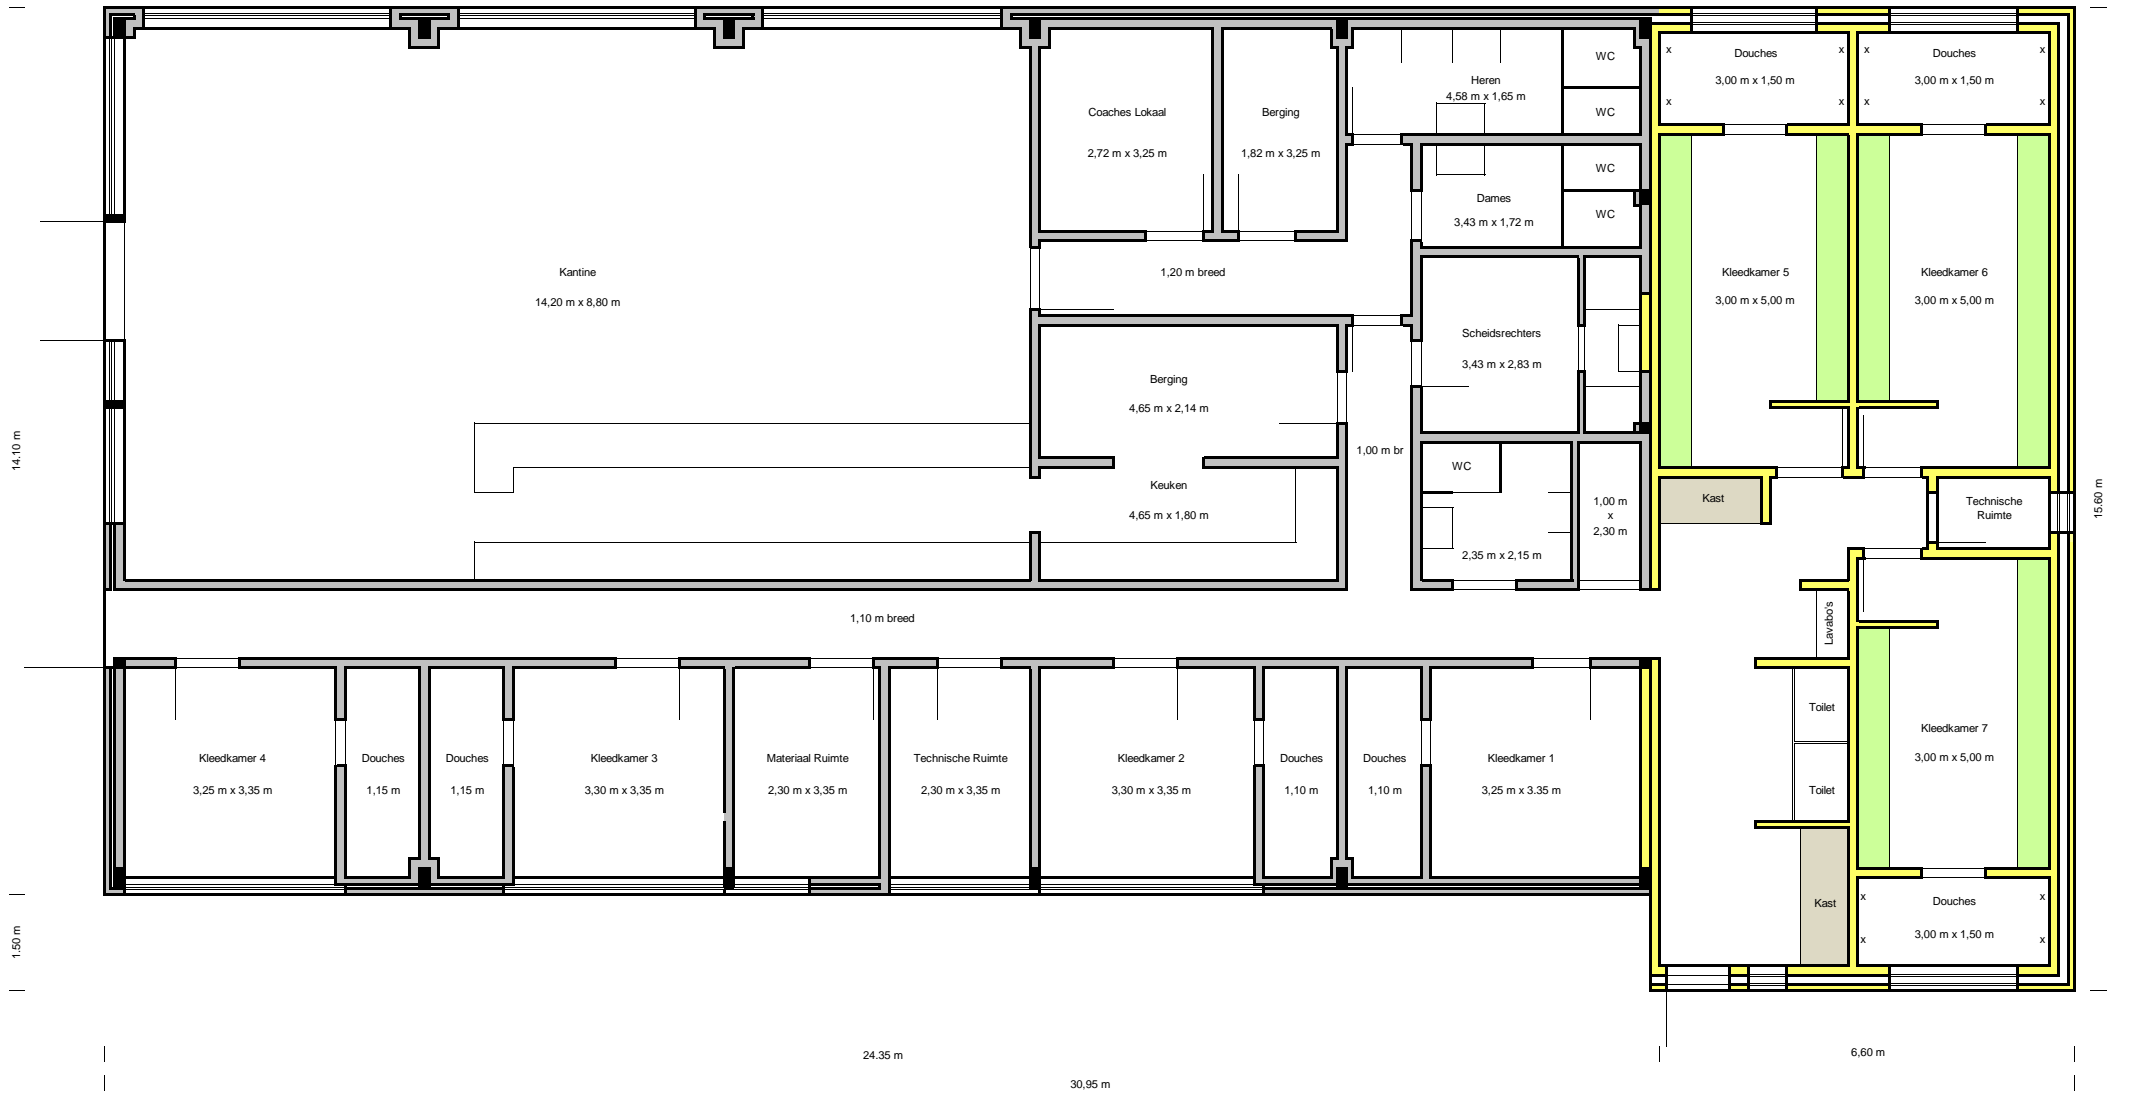 Douches
3,00 m x 1,50 m
x
x
x
x
Douches
3,00 m x 1,50 m
x
x
x
x
WC
WC
Heren
4,58 m x 1,65 m
Coaches Lokaal
2,72 m x 3,25 m
Berging
1,82 m x 3,25 m
WC
WC
Dames
3,43 m x 1,72 m
Kantine
14,20 m x 8,80 m
1,20 m breed
Kleedkamer 5
3,00 m x 5,00 m
Kleedkamer 6
3,00 m x 5,00 m
Scheidsrechters
3,43 m x 2,83 m
Berging
4,65 m x 2,14 m
1,00 m br
14.10 m
WC
Keuken
4,65 m x 1,80 m
1,00 m
x
2,30 m
2,35 m x 2,15 m
Kast
Technische
Ruimte
15.60 m
1,10 m breed
Lavabo's
Toilet
Toilet
Kleedkamer 7
3,00 m x 5,00 m
Kleedkamer 4
3,25 m x 3,35 m
Douches
1,15 m
Douches
1,15 m
Kleedkamer 3
3,30 m x 3,35 m
Materiaal Ruimte
2,30 m x 3,35 m
Technische Ruimte
2,30 m x 3,35 m
Kleedkamer 2
3,30 m x 3,35 m
Douches
1,10 m
Douches
1,10 m
Kleedkamer 1
3,25 m x 3.35 m
Kast
x
x
Douches
3,00 m x 1,50 m
x
x
1.50 m
24.35 m
6,60 m
30,95 m